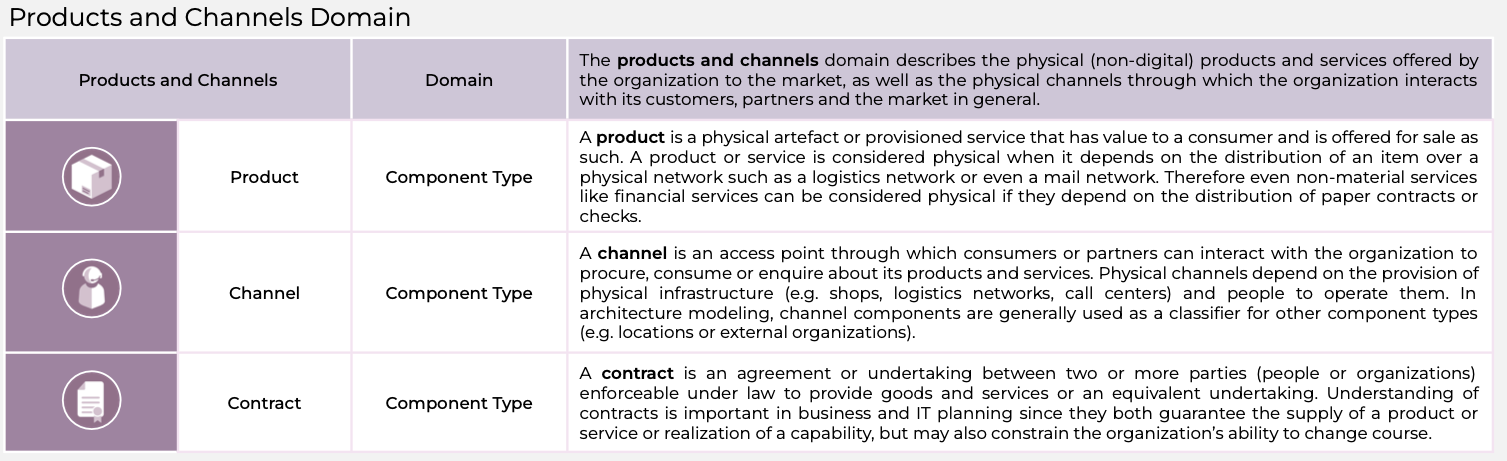 Products and Channels Domain
Products and Channels
Domain
The products and channels domain describes the physical (non-digital) products and services offered by
the organization to the market, as well as the physical channels through which the organization interacts
with its customers, partners and the market in general.
Product
Component Type
A product is a physical artefact or provisioned service that has value to a consumer and is offered for sale as
such. A product or service is considered physical when it depends on the distribution of an item over a
physical network such as a logistics network or even a mail network. Therefore even non-material services
like financial services can be considered physical if they depend on the distribution of paper contracts or
checks.
Channel
Component Type
A channel is an access point through which consumers or partners can interact with the organization to
procure, consume or enquire about its products and services. Physical channels depend on the provision of
physical infrastructure (e.g. shops, logistics networks, call centers) and people to operate them. In
architecture modeling, channel components are generally used as a classifier for other component types
(e.g. locations or external organizations).
Contract
Component Type
A contract is an agreement or undertaking between two or more parties (people or organizations)
enforceable under law to provide goods and services or an equivalent undertaking. Understanding of
contracts is important in business and IT planning since they both guarantee the supply of a product or
service or realization of a capability, but may also constrain the organization's ability to change course.